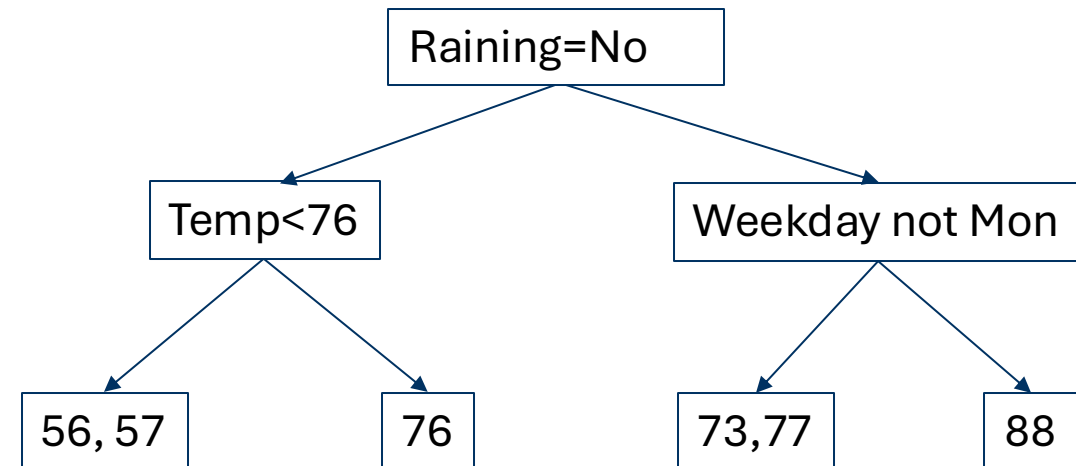 Raining=No
Temp<76
Weekday not Mon
56, 57
76
73,77
88